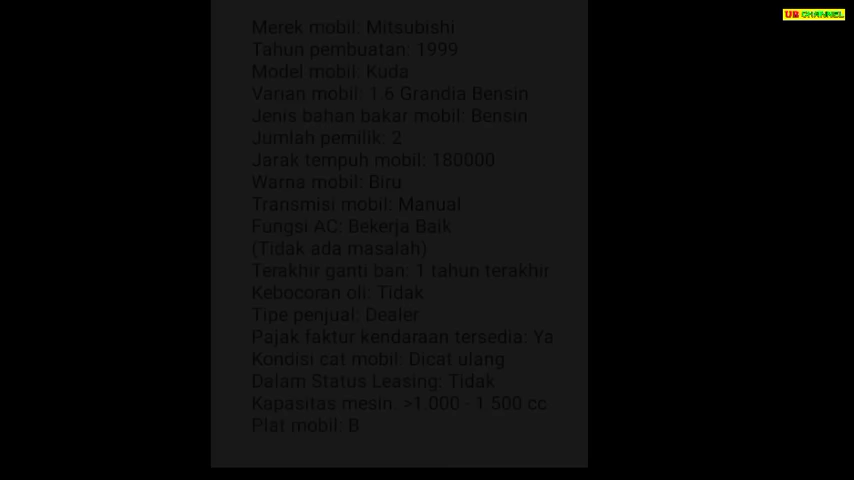 UB CHANNEL
Merek mobil: Mitsubishi
Tahun pembuatan: 1999
Model mobil: Kuda
Varian mobil: 1.6 Grandia Bensin
Jenis bahan bakar mobil: Bensin
Jumlah pemilik: 2
Jarak tempuh mobil: 180000
Warna mobil: Biru
Transmisi mobil: Manual
Fungsi AC: Bekerja Baik
(Tidak ada masalah)
Terakhir ganti ban: 1 tahun terakhir
Kebocoran oli: Tidak
Tipe penjual: Dealer
Pajak faktur kendaraan tersedia: Ya
Kondisi cat mobil: Dicat ulang
Dalam Status Leasing: Tidak
Kapasitas mesin: >1.000 - 1.500 cc
Plat mobil: B